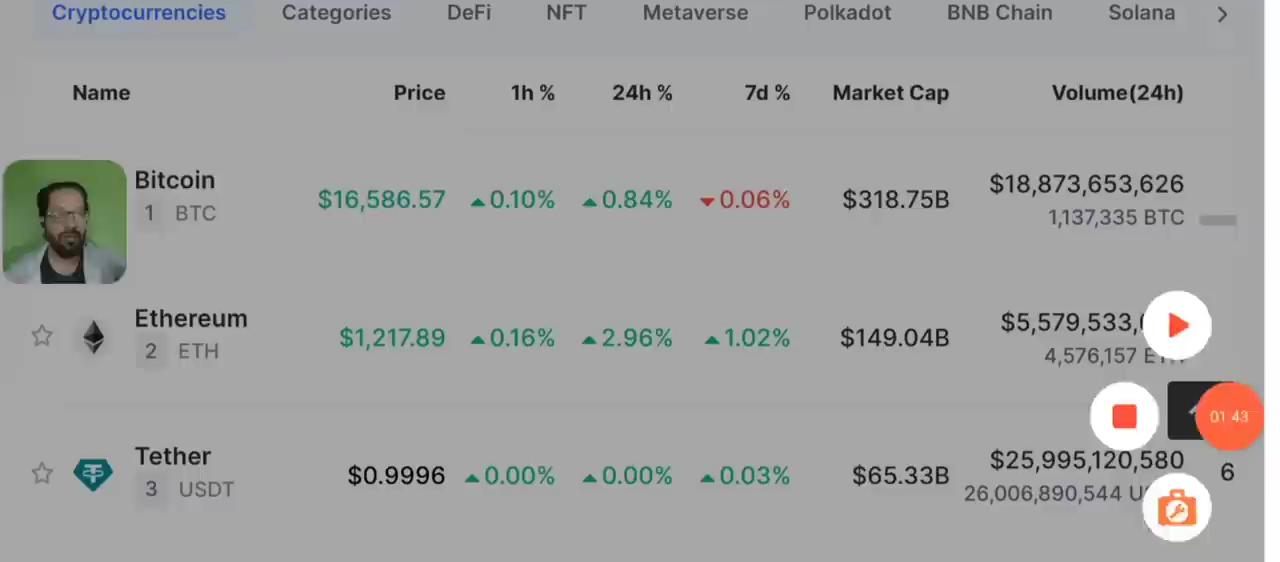 Cryptocurrencies Categories DeFi NFT Metaverse Polkadot BNB Chain Solana
Name Price 1h % 24h % 7d % Market Cap Volume(24h)
Bitcoin
1 BTC
$16,586.57 0.10% 0.84% 0.06% $318.75B $18,873,653,626
1,137,335 BTC
Ethereum
2 ETH
$1,217.89 0.16% 2.96% 1.02% $149.04B $5,579,533,
4,576,157
01:43
Tether
3 USDT
$0.9996 0.00% 0.00% 0.03% $65.33B $25,995,120,580
26,006,890,544
6